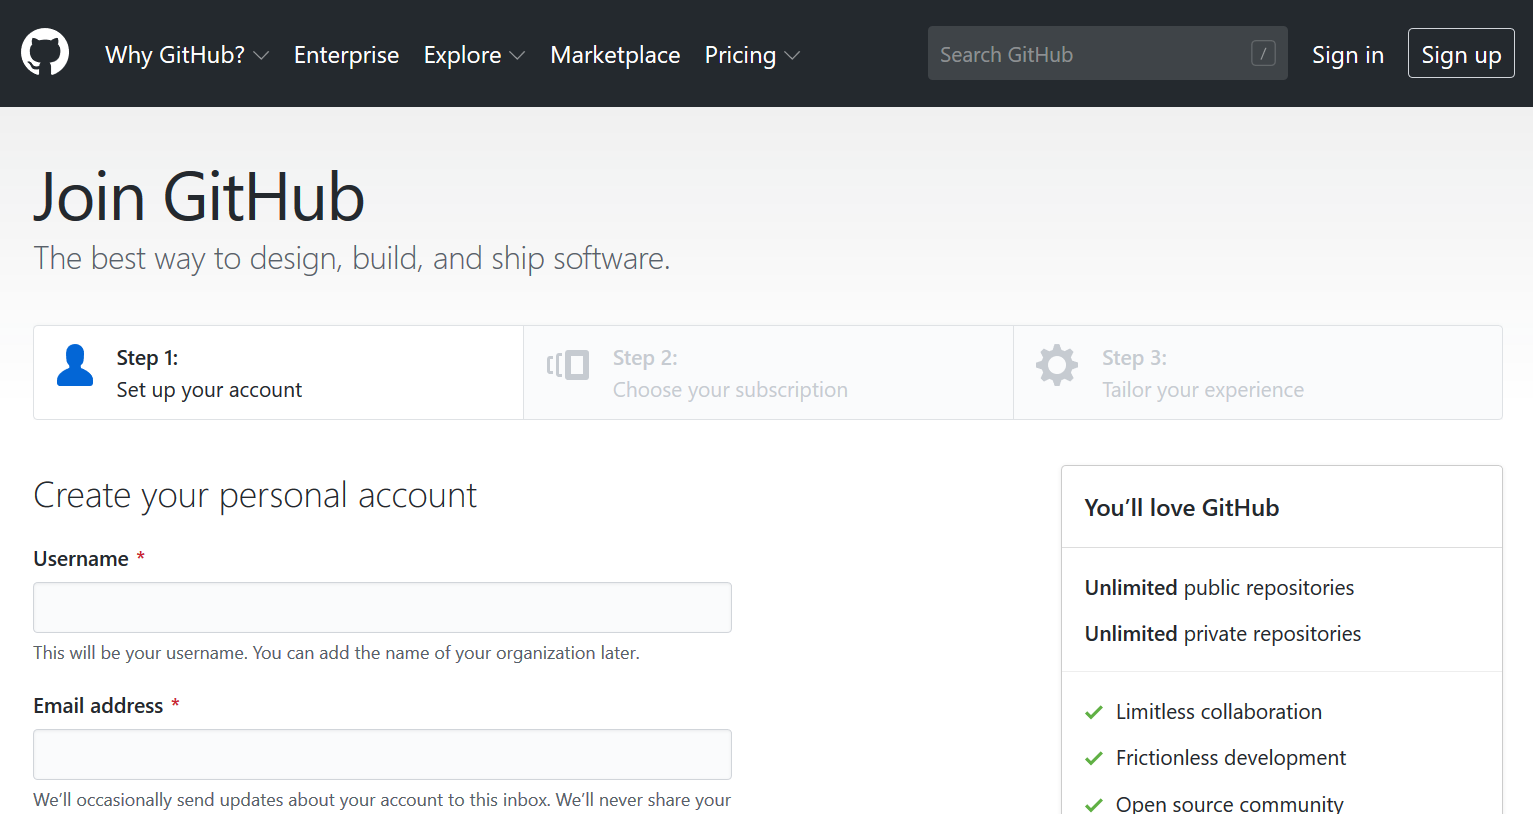 Why GitHub? Enterprise Explore Marketplace Pricing Search GitHub / Sign in Sign up
Join GitHub
The best way to design, build, and ship software.
Step 1:
Set up your account
Step 2:
Choose your subscription
Step 3:
Tailor your experience
Create your personal account
Username *
This will be your username. You can add the name of your organization later.
Email address *
We’ll occasionally send updates about your account to this inbox. We’ll never share your
You’ll love GitHub
Unlimited public repositories
Unlimited private repositories
Limitless collaboration
Frictionless development
Open source community